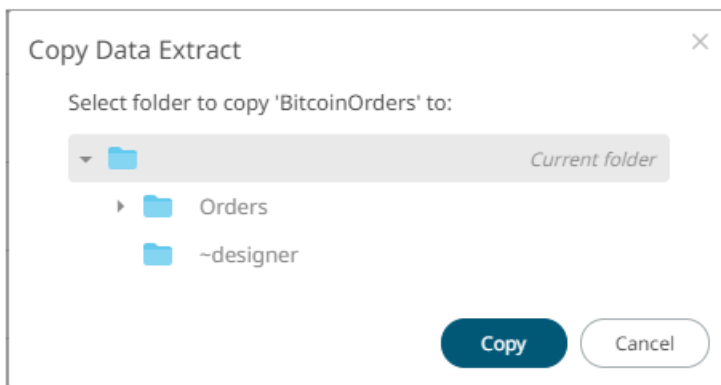 Copy Data Extract
Select folder to copy 'BitcoinOrders' to:
Current folder
Orders
~designer
Copy
Cancel